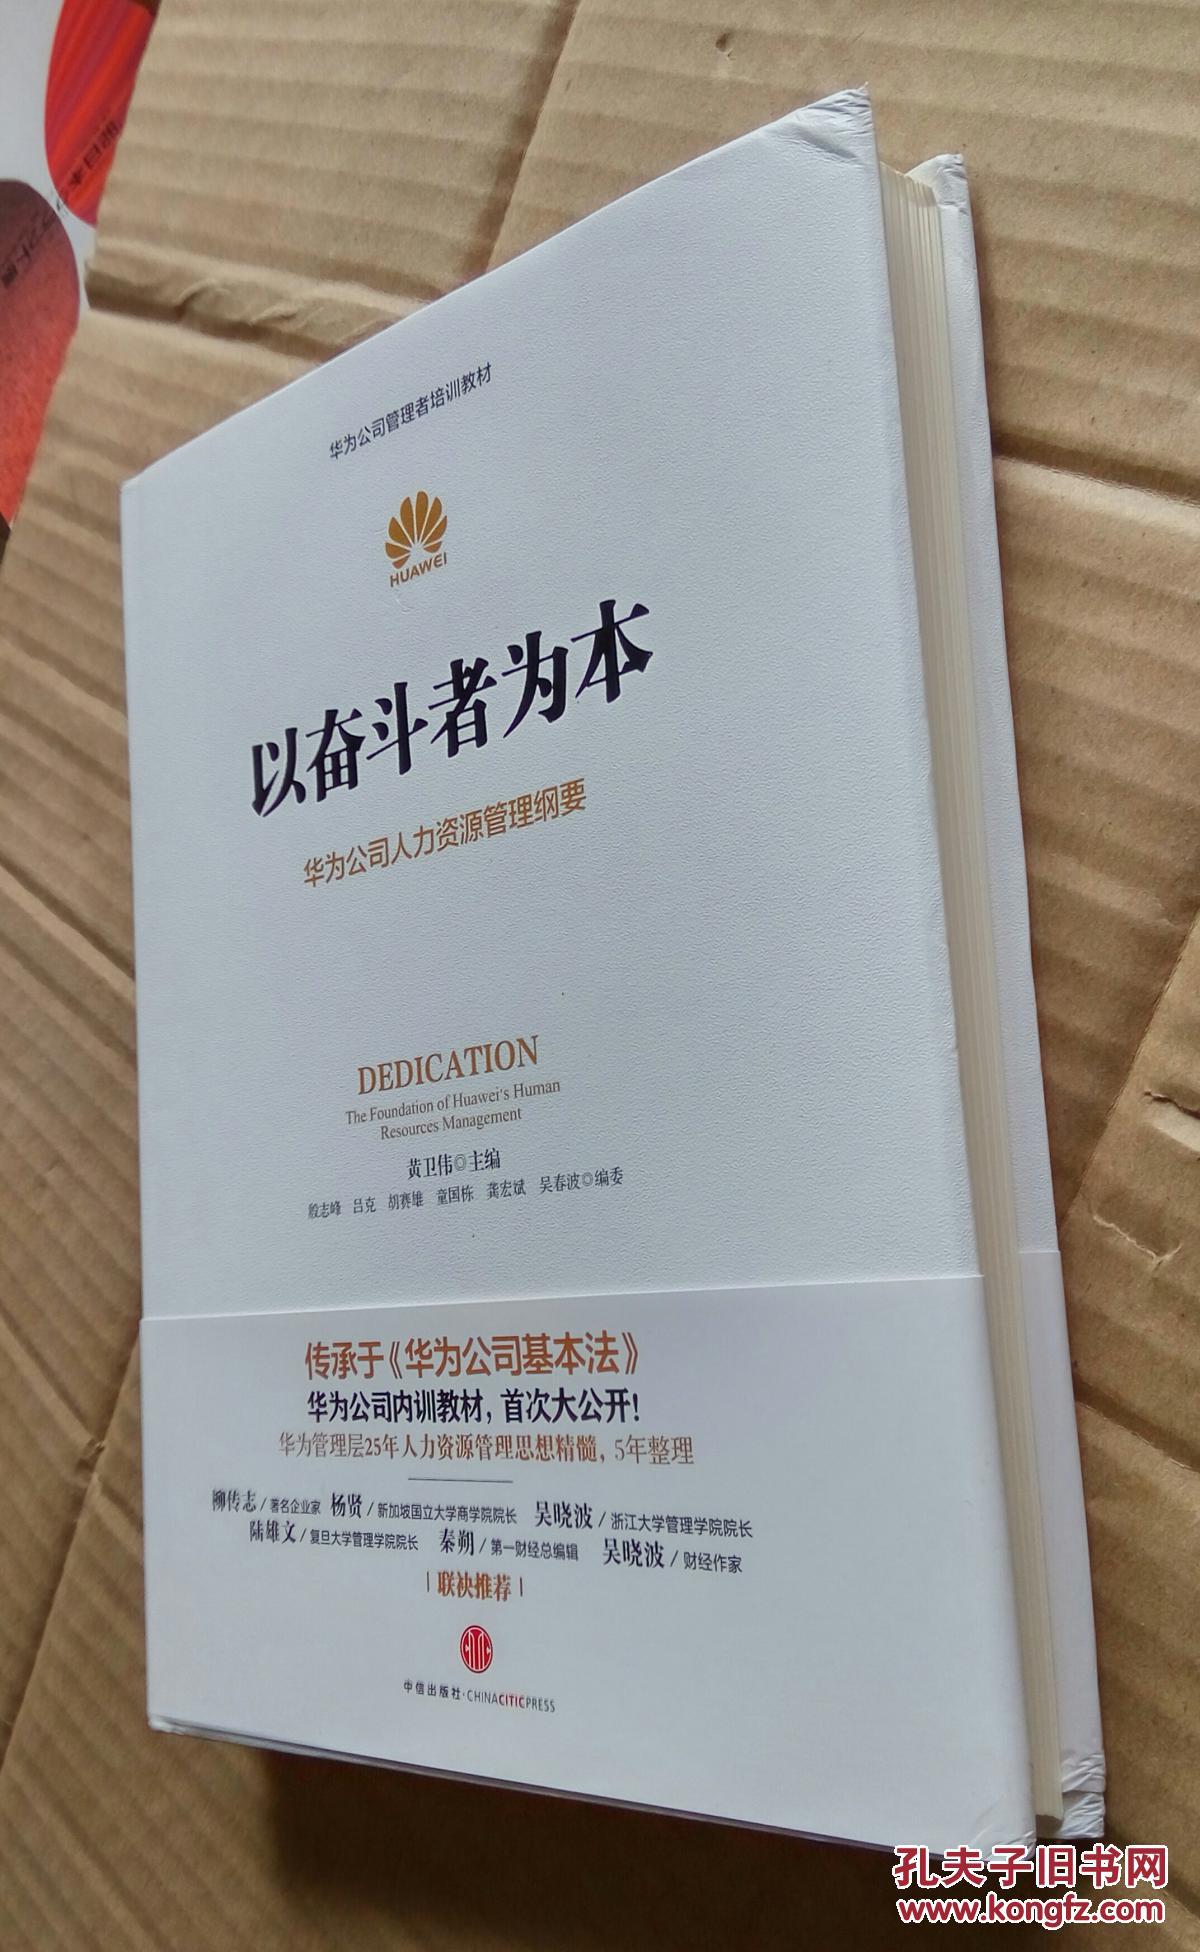 华为公司管理者培训教材
HUAWEI
以奋斗者为本
华为公司人力资源管理纲要
DEDICATION
The Foundation of Huawei's Human
Resources Management
黄卫伟◎主编
殷志峰 吕克 胡赛雄 童国栋 龚宏斌 吴春波◎编委
传承于《华为公司基本法》
华为公司内训教材，首次大公开！
华为管理层25年人力资源管理思想精髓，5年整理
柳传志/著名企业家 杨贤/新加坡国立大学商学院院长 吴晓波/浙江大学管理学院院长
陆雄文/复旦大学管理学院院长 秦朔/第一财经总编辑 吴晓波/财经作家
|联袂推荐|
中信出版社·CHINACITICPRESS
孔夫子旧书网
www.kongfz.com